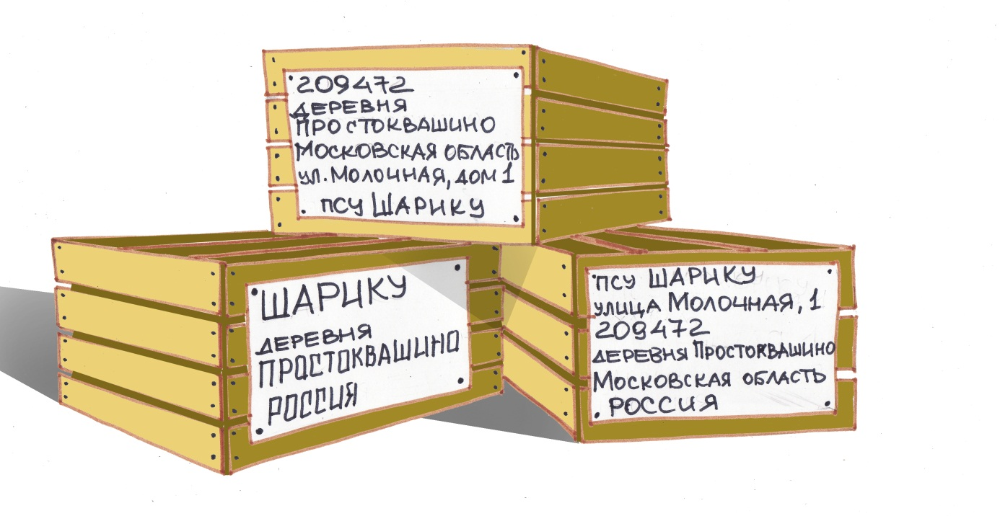 209472
ДЕРЕВНЯ
ПРОСТОКВАШИНО
МОСКОВСКАЯ ОБЛАСТЬ
УЛ. МОЛОЧНАЯ, ДОМ 1
ПСУ ШАРИКУ
ШАРИКУ
ДЕРЕВНЯ
ПРОСТОКВАШИНО
РОССИЯ
ПСУ ШАРИКУ
УЛИЦА МОЛОЧНАЯ, 1
209472
ДЕРЕВНЯ ПРОСТОКВАШИНО
МОСКОВСКАЯ ОБЛАСТЬ
РОССИЯ